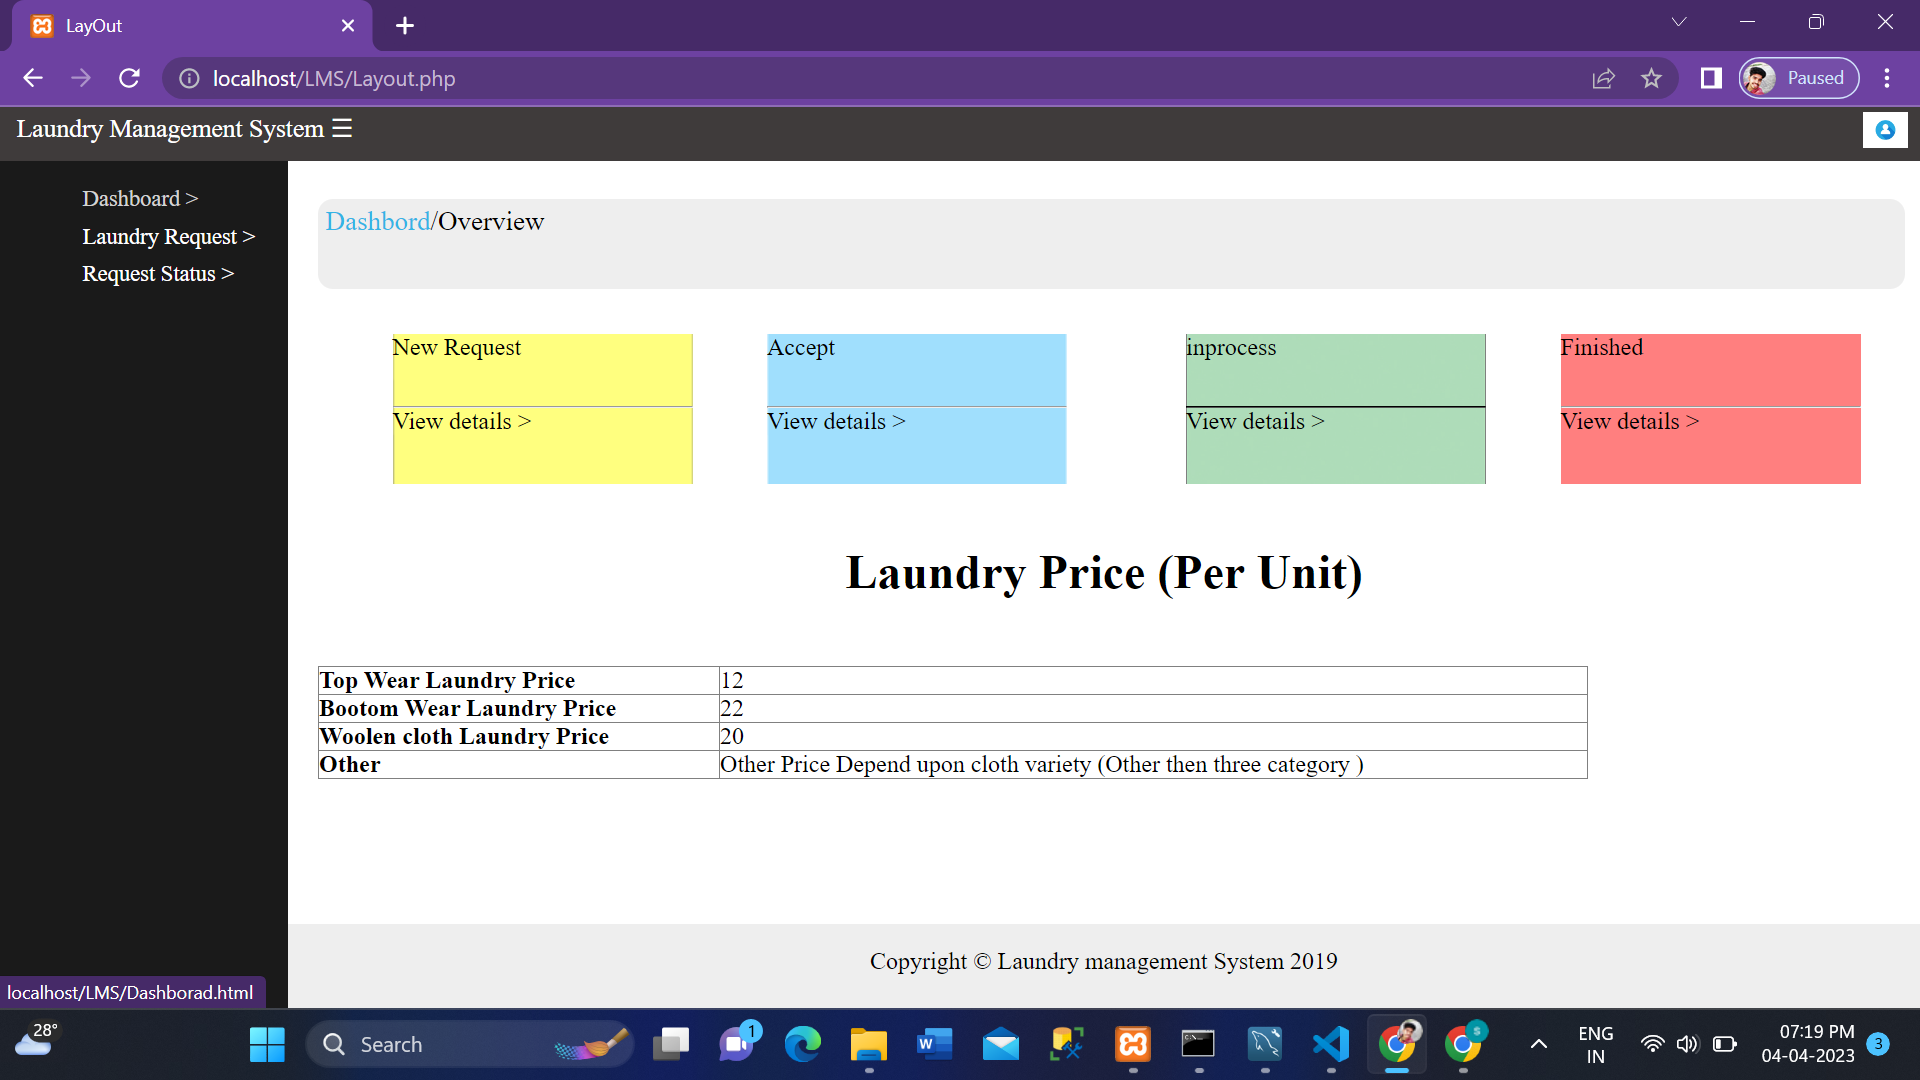 LayOut
localhost/LMS/Layout.php
Paused
Laundry Management System ☰
Dashboard >
Laundry Request >
Request Status >
Dashbord/Overview
New Request
View details >
Accept
View details >
inprocess
View details >
Finished
View details >
Laundry Price (Per Unit)
Top Wear Laundry Price 12
Bootom Wear Laundry Price 22
Woolen cloth Laundry Price 20
Other Other Price Depend upon cloth variety (Other then three category )
Copyright © Laundry management System 2019
localhost/LMS/Dashborad.html
28°
Search
1
W
S
ENG
IN
07:19 PM
04-04-2023
3